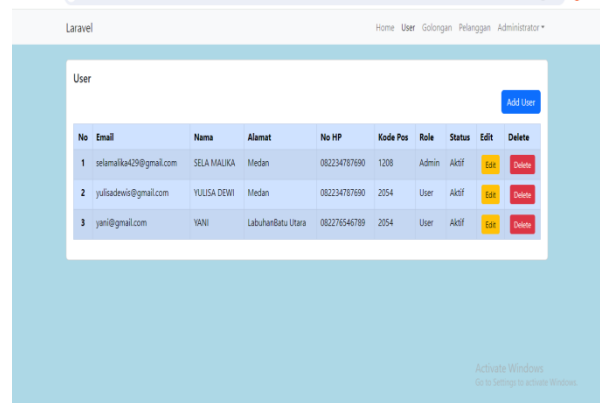 Laravel Home User Golongan Pelanggan Administrator
User
Add User
No Email Nama Alamat No HP Kode Pos Role Status Edit Delete
1 selamalika429@gmail.com SELA MALIKA Medan 082234787690 1208 Admin Aktif Edit Delete
2 yulisadewis@gmail.com YULISA DEWI Medan 082234787690 2054 User Aktif Edit Delete
3 yani@gmail.com YANI LabuhanBatu Utara 082276546789 2054 User Aktif Edit Delete
Activate Windows
Go to Settings to activate Windows.